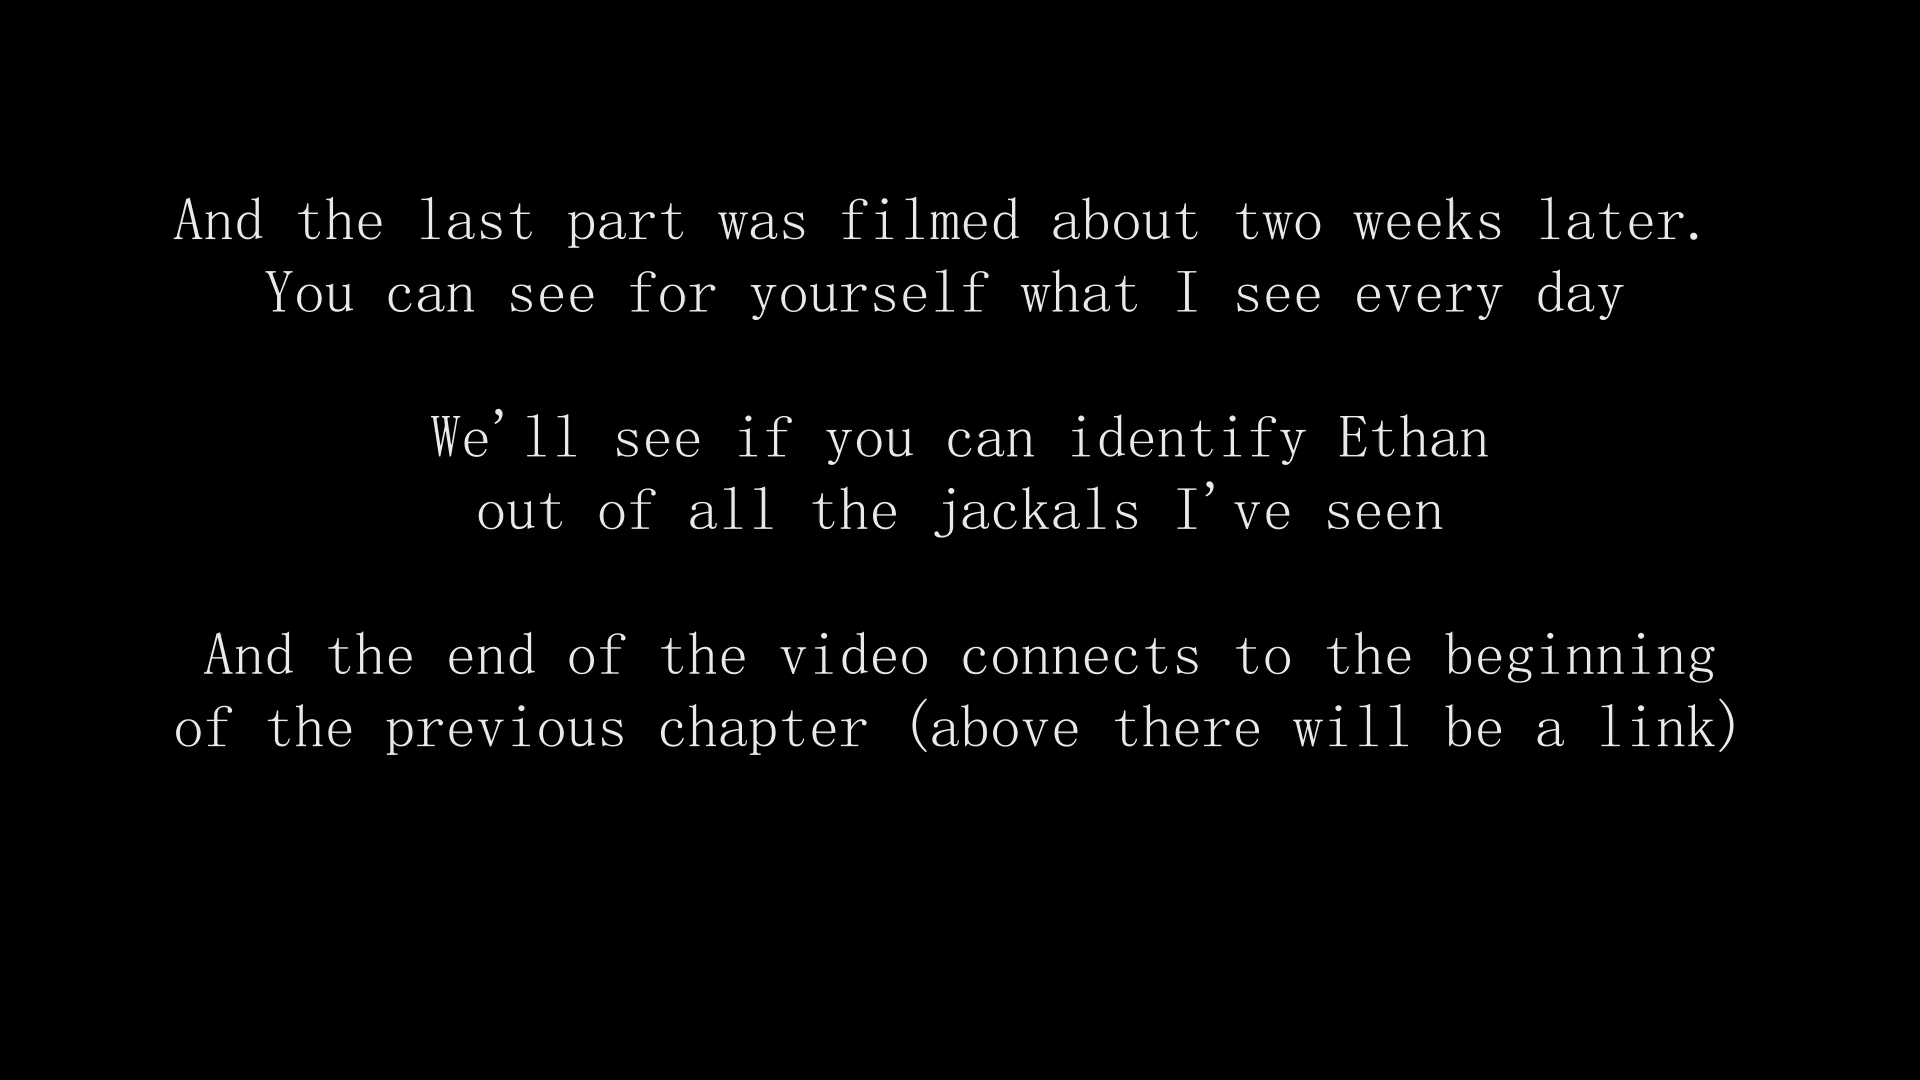 And the last part was filmed about two weeks later.
You can see for yourself what I see every day
We'll see if you can identify Ethan
out of all the jackals I've seen
And the end of the video connects to the beginning
of the previous chapter (above there will be a link)